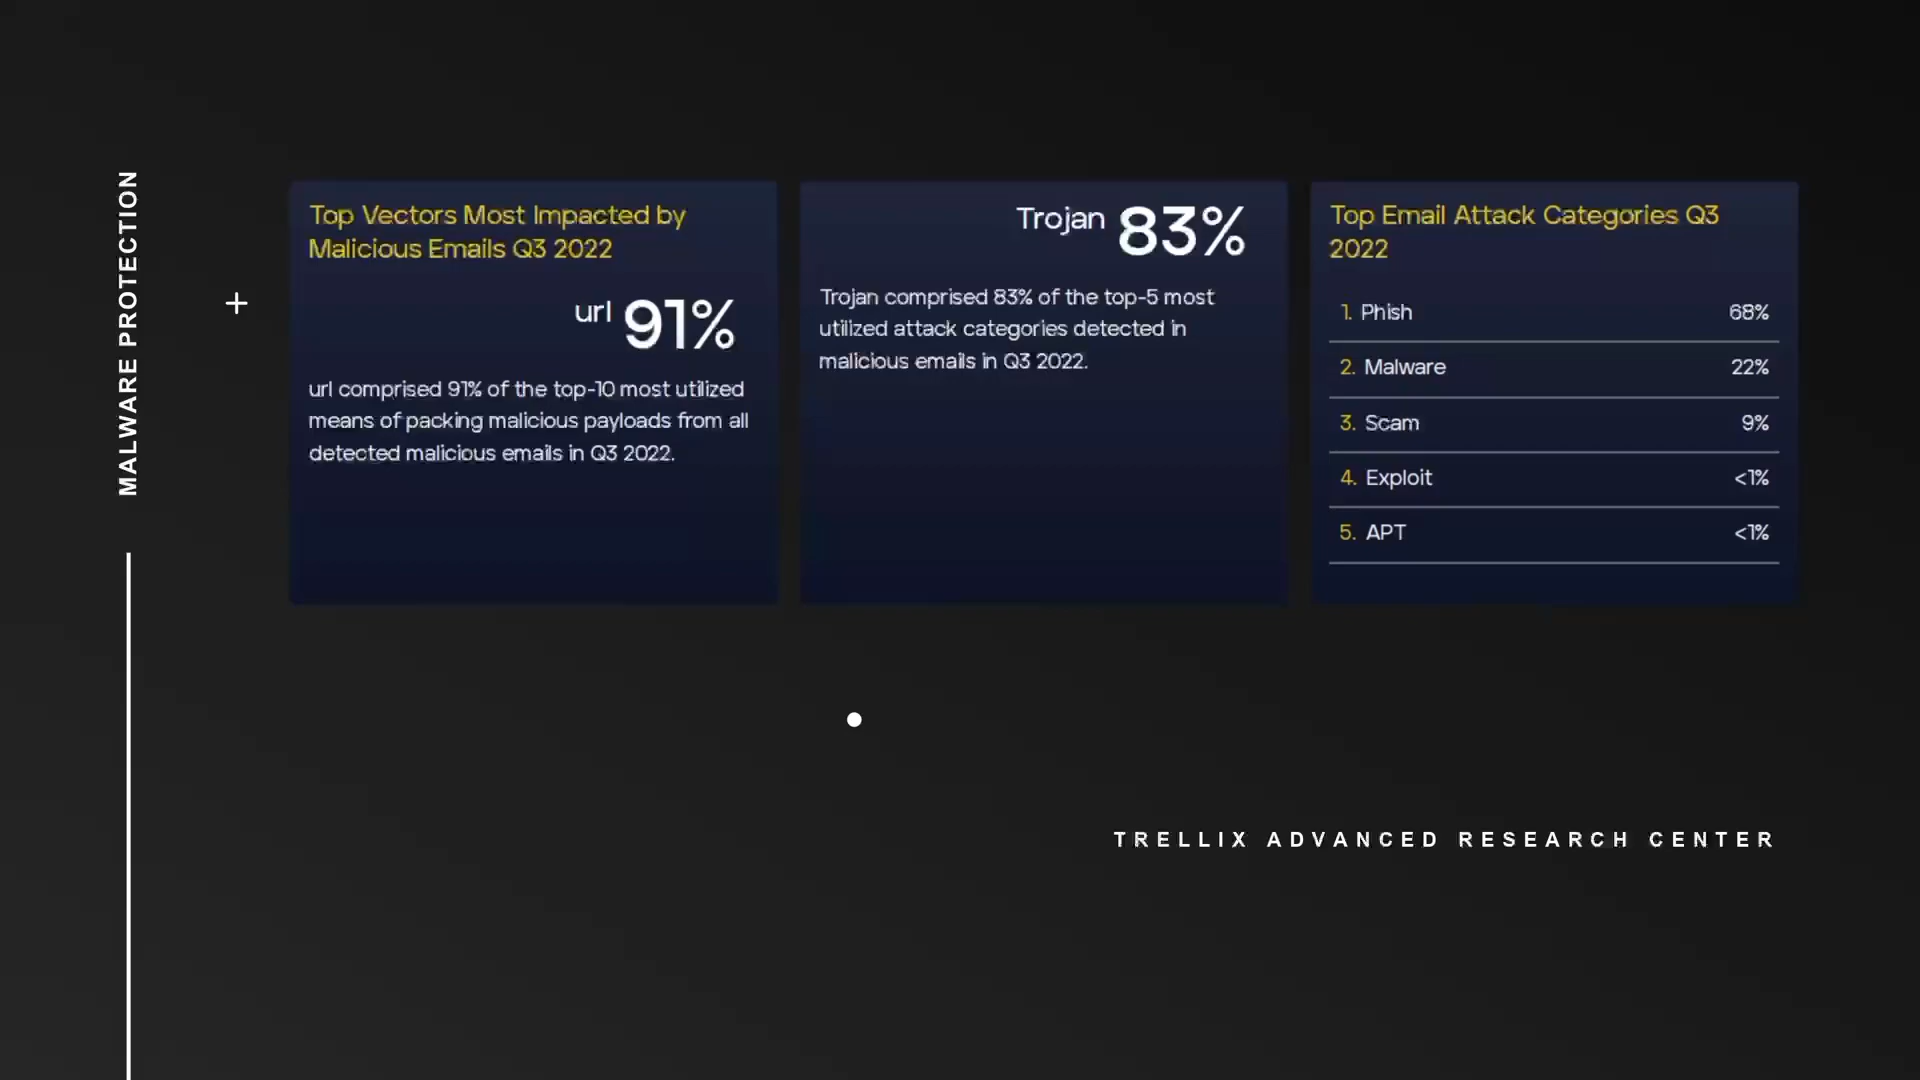 MALWARE PROTECTION
Top Vectors Most Impacted by
Malicious Emails Q3 2022
url 91%
url comprised 91% of the top-10 most utilized
means of packing malicious payloads from all
detected malicious emails in Q3 2022.
Trojan 83%
Trojan comprised 83% of the top-5 most
utilized attack categories detected in
malicious emails in Q3 2022.
Top Email Attack Categories Q3
2022
1. Phish 68%
2. Malware 22%
3. Scam 9%
4. Exploit <1%
5. APT <1%
TRELLIX ADVANCED RESEARCH CENTER